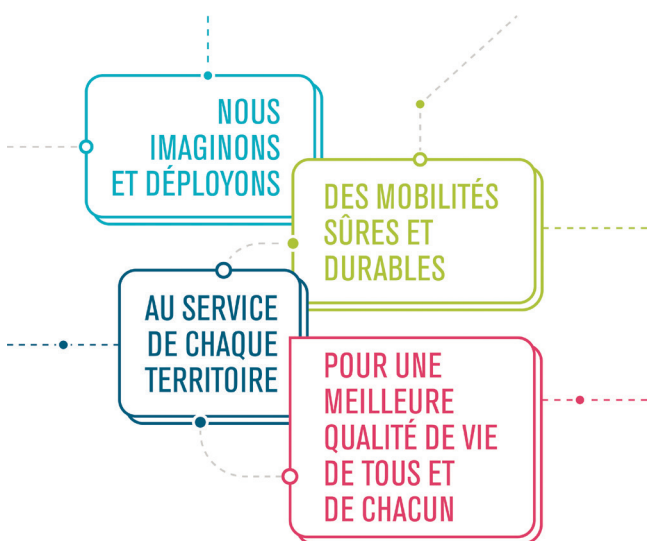 NOUS
IMAGINONS
ET DÉPLOYONS
DES MOBILITÉS
SÛRES ET
DURABLES
AU SERVICE
DE CHAQUE
TERRITOIRE
POUR UNE
MEILLEURE
QUALITÉ DE VIE
DE TOUS ET
DE CHACUN